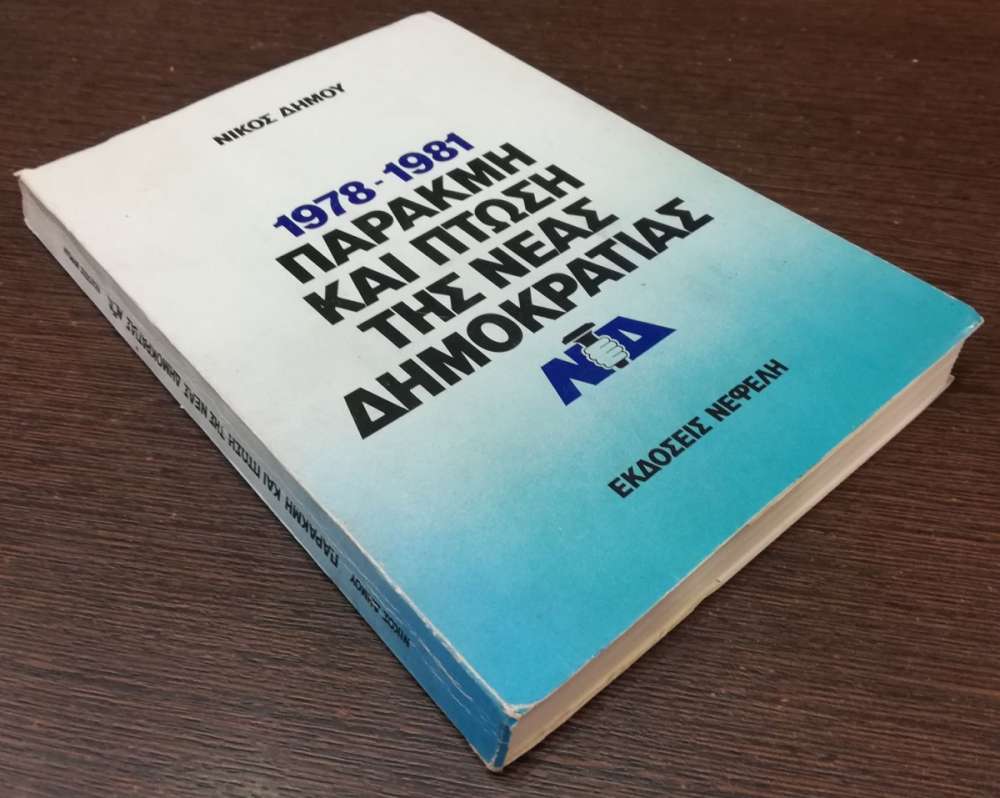 ΝΙΚΟΣ ΔΗΜΟΥ
1978-1981
ΠΑΡΑΚΜΗ
ΚΑΙ ΠΤΩΣΗ
ΤΗΣ ΝΕΑΣ
ΔΗΜΟΚΡΑΤΙΑΣ
ΝΔ
ΕΚΔΟΣΕΙΣ ΝΕΦΕΛΗ
ΝΙΚΟΣ ΔΗΜΟΥ ΠΑΡΑΚΜΗ ΚΑΙ ΠΤΩΣΗ ΤΗΣ ΝΕΑΣ ΔΗΜΟΚΡΑΤΙΑΣ ΝΔ